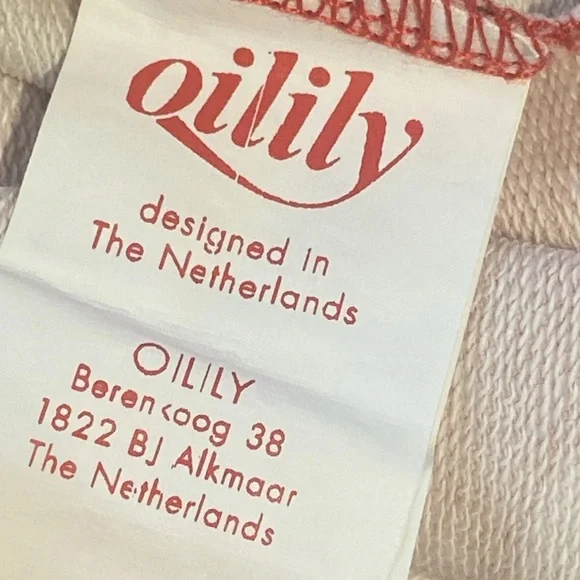 oilily
designed in
The Netherlands
OILILY
Berenkoog 38
1822 BJ Alkmaar
The Netherlands